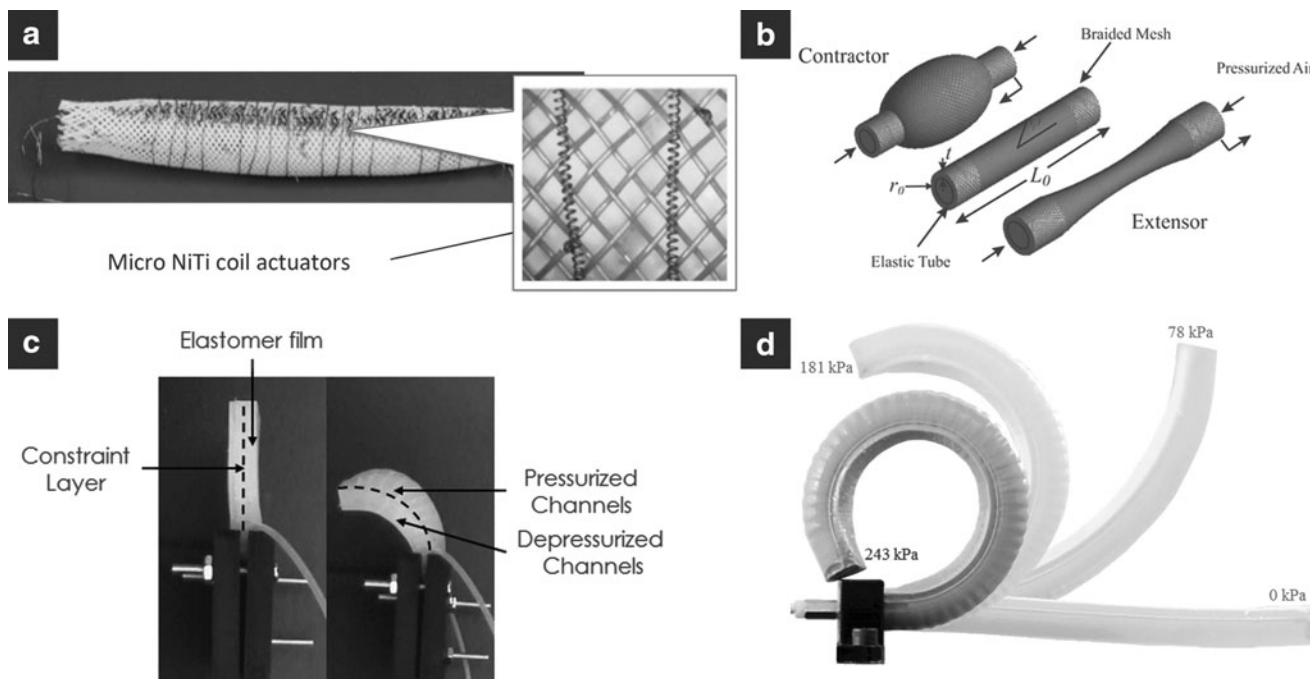 a
Micro NiTi coil actuators
b
Contractor
Braided Mesh
Pressurized Air
t
r₀
L₀
Elastic Tube
Extensor
c
Elastomer film
Constraint
Layer
Pressurized
Channels
Depressurized
Channels
d
78 kPa
181 kPa
243 kPa
0 kPa